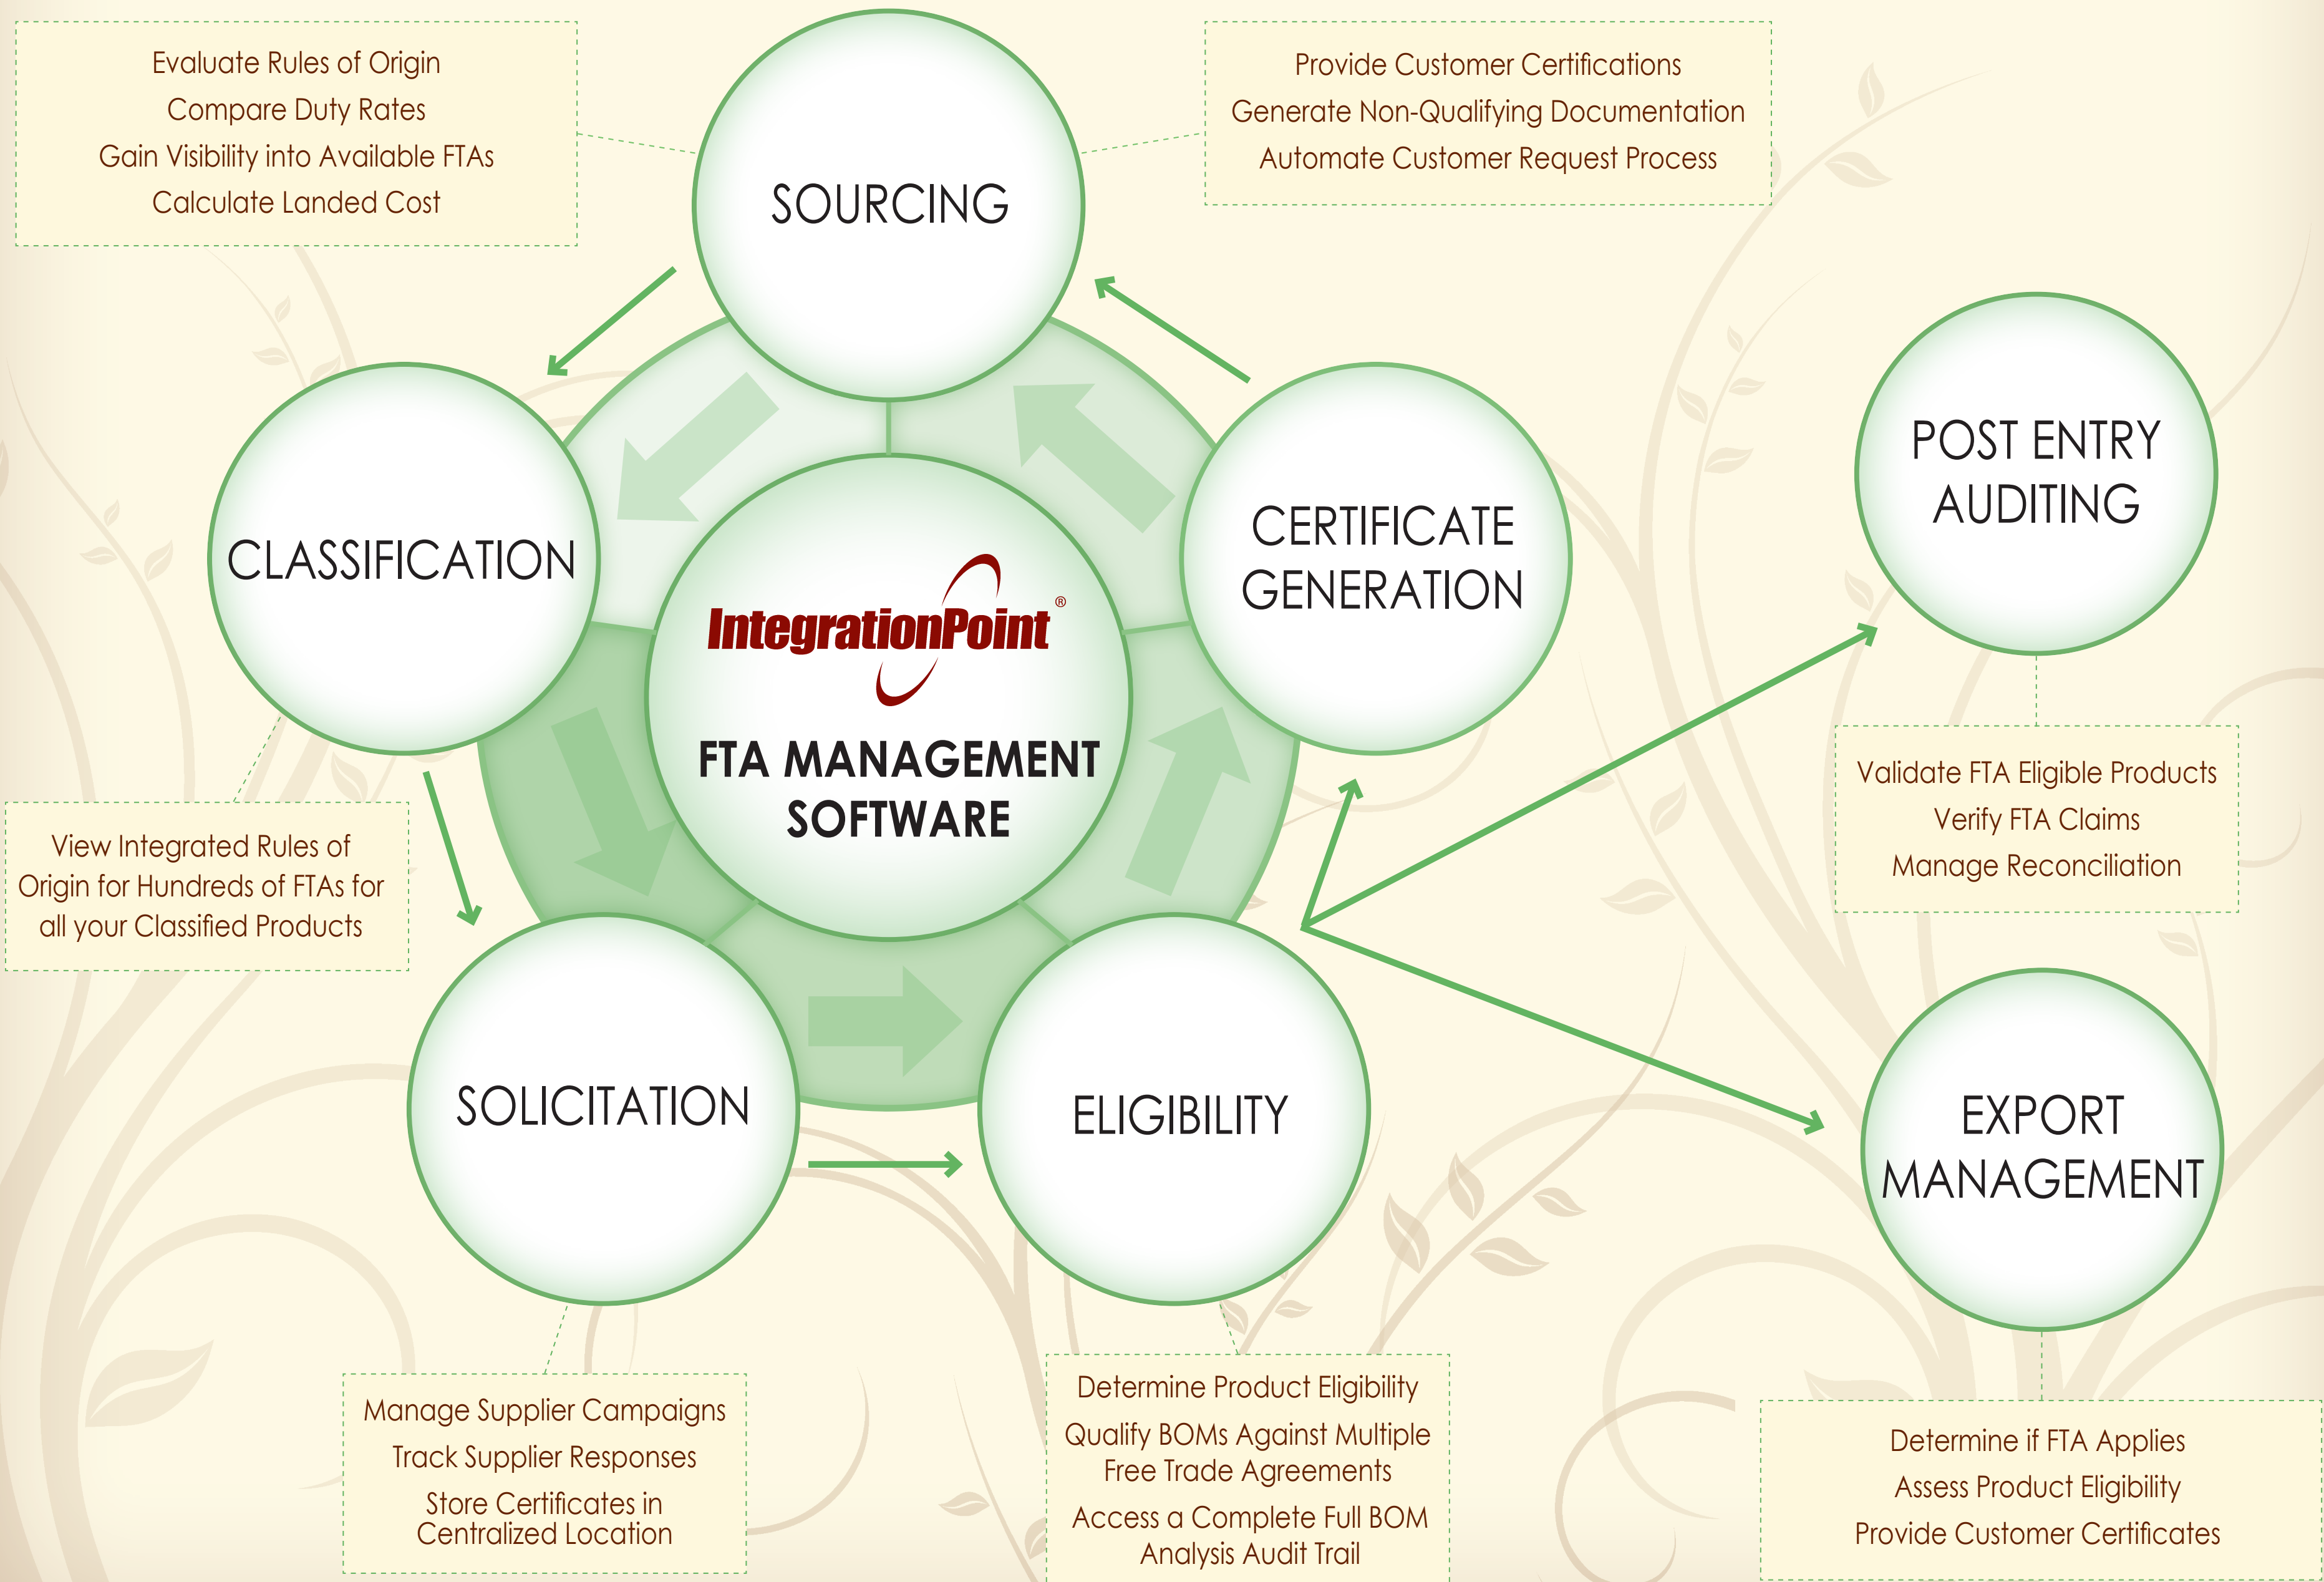 Evaluate Rules of Origin
Compare Duty Rates
Gain Visibility into Available FTAs
Calculate Landed Cost
SOURCING
Provide Customer Certifications
Generate Non-Qualifying Documentation
Automate Customer Request Process
CLASSIFICATION
CERTIFICATE
GENERATION
POST ENTRY
AUDITING
IntegrationPoint®
FTA MANAGEMENT
SOFTWARE
View Integrated Rules of
Origin for Hundreds of FTAs for
all your Classified Products
Validate FTA Eligible Products
Verify FTA Claims
Manage Reconciliation
SOLICITATION
ELIGIBILITY
EXPORT
MANAGEMENT
Manage Supplier Campaigns
Track Supplier Responses
Store Certificates in
Centralized Location
Determine Product Eligibility
Qualify BOMs Against Multiple
Free Trade Agreements
Access a Complete Full BOM
Analysis Audit Trail
Determine if FTA Applies
Assess Product Eligibility
Provide Customer Certificates